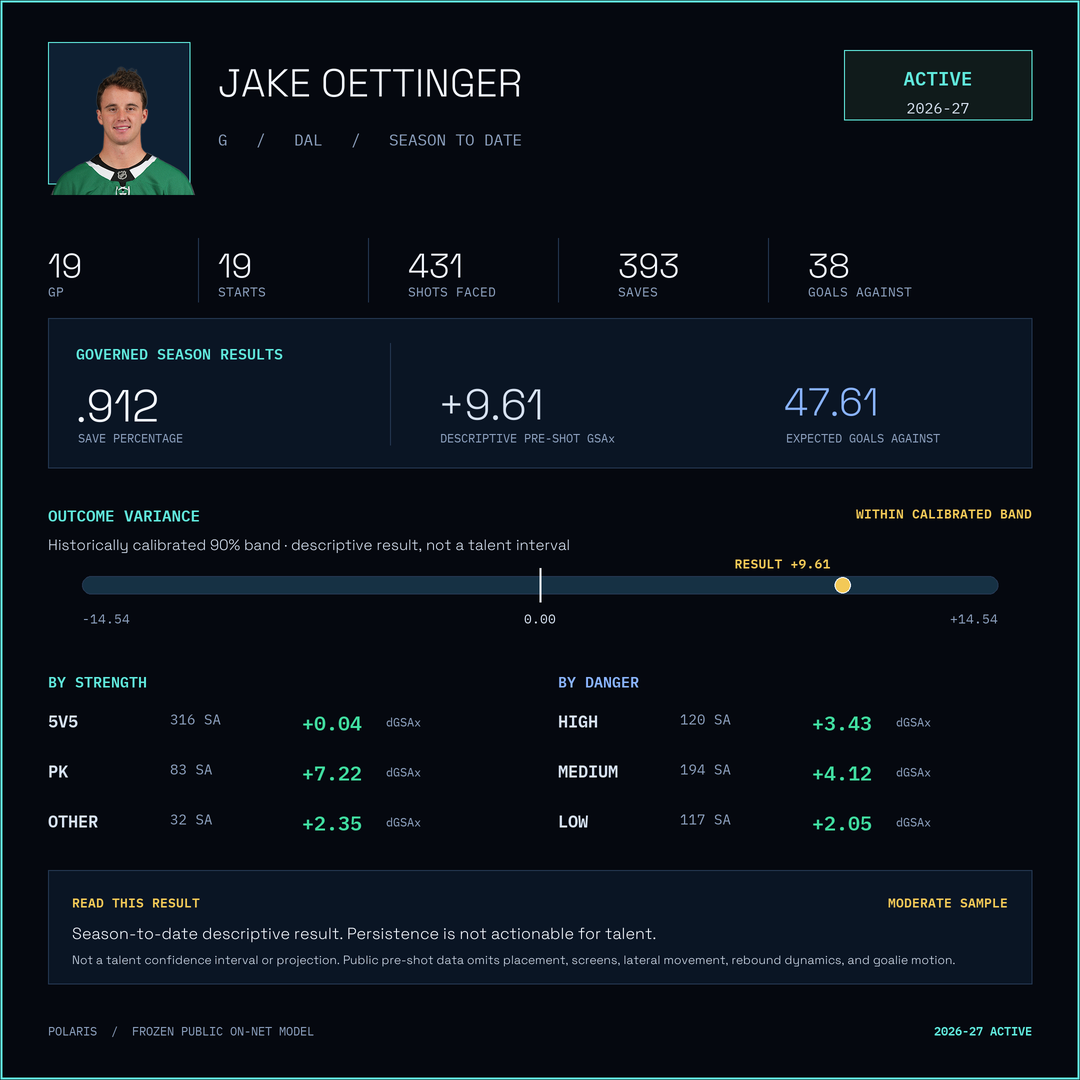 JAKE OETTINGER
G / DAL / SEASON TO DATE
ACTIVE
2026-27
19
GP
19
STARTS
431
SHOTS FACED
393
SAVES
38
GOALS AGAINST
GOVERNED SEASON RESULTS
.912
SAVE PERCENTAGE
+9.61
DESCRIPTIVE PRE-SHOT GSAx
47.61
EXPECTED GOALS AGAINST
OUTCOME VARIANCE
WITHIN CALIBRATED BAND
Historically calibrated 90% band · descriptive result, not a talent interval
RESULT +9.61
-14.54 0.00 +14.54
BY STRENGTH
5V5 316 SA +0.04 dGSAx
PK 83 SA +7.22 dGSAx
OTHER 32 SA +2.35 dGSAx
BY DANGER
HIGH 120 SA +3.43 dGSAx
MEDIUM 194 SA +4.12 dGSAx
LOW 117 SA +2.05 dGSAx
READ THIS RESULT
MODERATE SAMPLE
Season-to-date descriptive result. Persistence is not actionable for talent.
Not a talent confidence interval or projection. Public pre-shot data omits placement, screens, lateral movement, rebound dynamics, and goalie motion.
POLARIS / FROZEN PUBLIC ON-NET MODEL
2026-27 ACTIVE